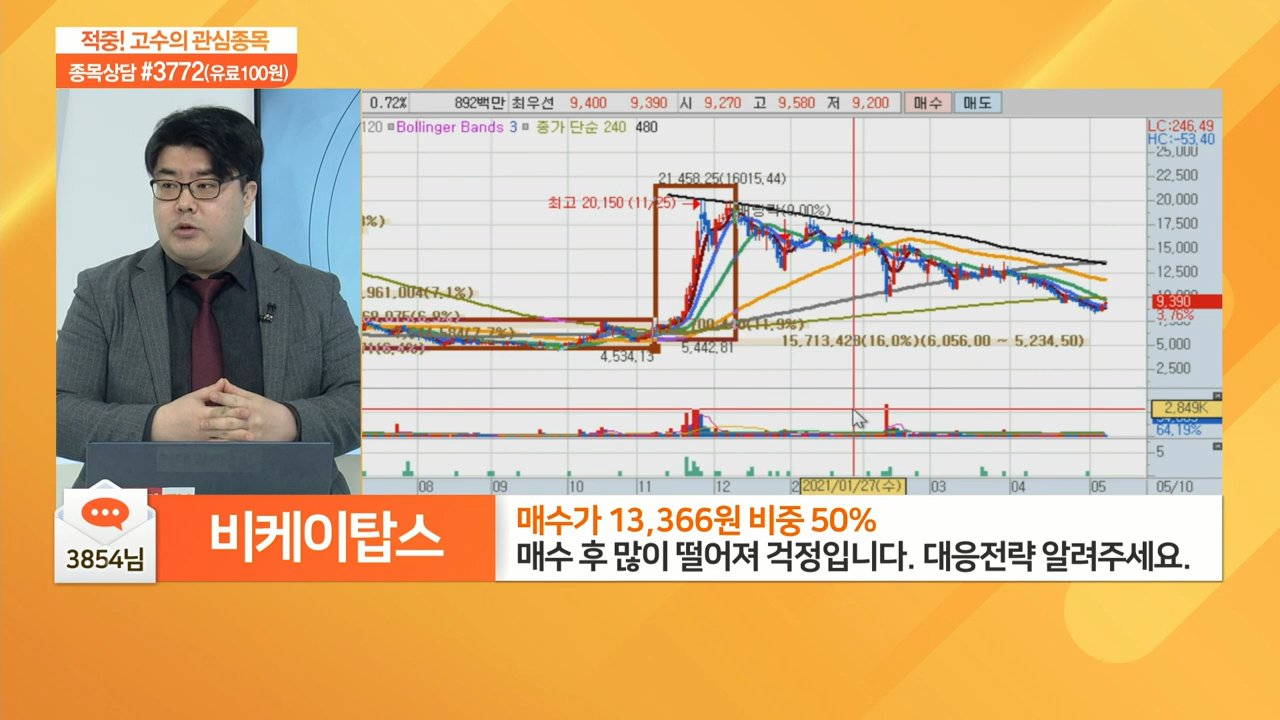 적중! 고수의 관심종목
종목상담 #3772(유료100원)
0.72% 892백만 최우선 9,400 9,390 시 9,270 고 9,580 저 9,200 매수 매도
120 Bollinger Bands 3 종가 단순 240 480
LC:246.49
HC:-53.40
25,000
21,458.25(16015.44)
22,500
최고 20,150 (11/25)
20,000
17,500
15,000
12,500
9,390
3.76%
.961,004(7.1%)
15,713,428(16.0%)(6,056.00 ~ 5,234.50)
4,534.13
5,442.81
5,000
2,500
2,849K
64.19%
5
08 09 10 11 12 2 2021/01/27(수) 03 04 05 05/10
3854님
비케이탑스
매수가 13,366원 비중 50%
매수 후 많이 떨어져 걱정입니다. 대응전략 알려주세요.